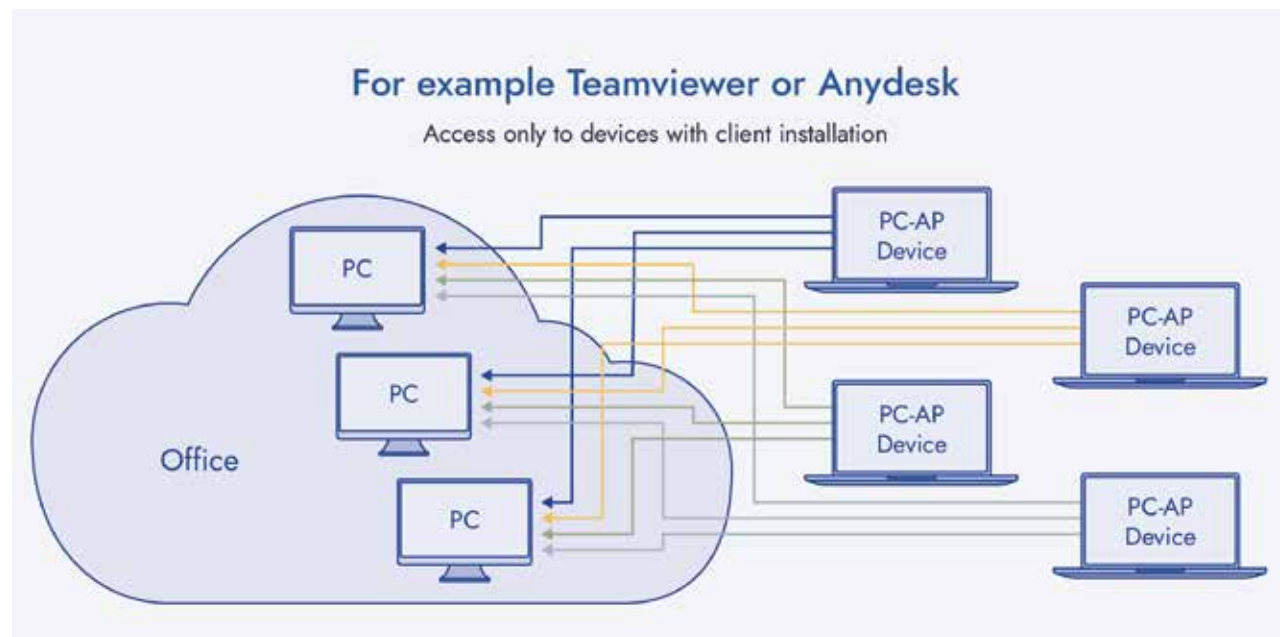 For example Teamviewer or Anydesk
Access only to devices with client installation
PC-AP
Device
PC
PC-AP
Device
PC
PC-AP
Device
Office
PC
PC-AP
Device